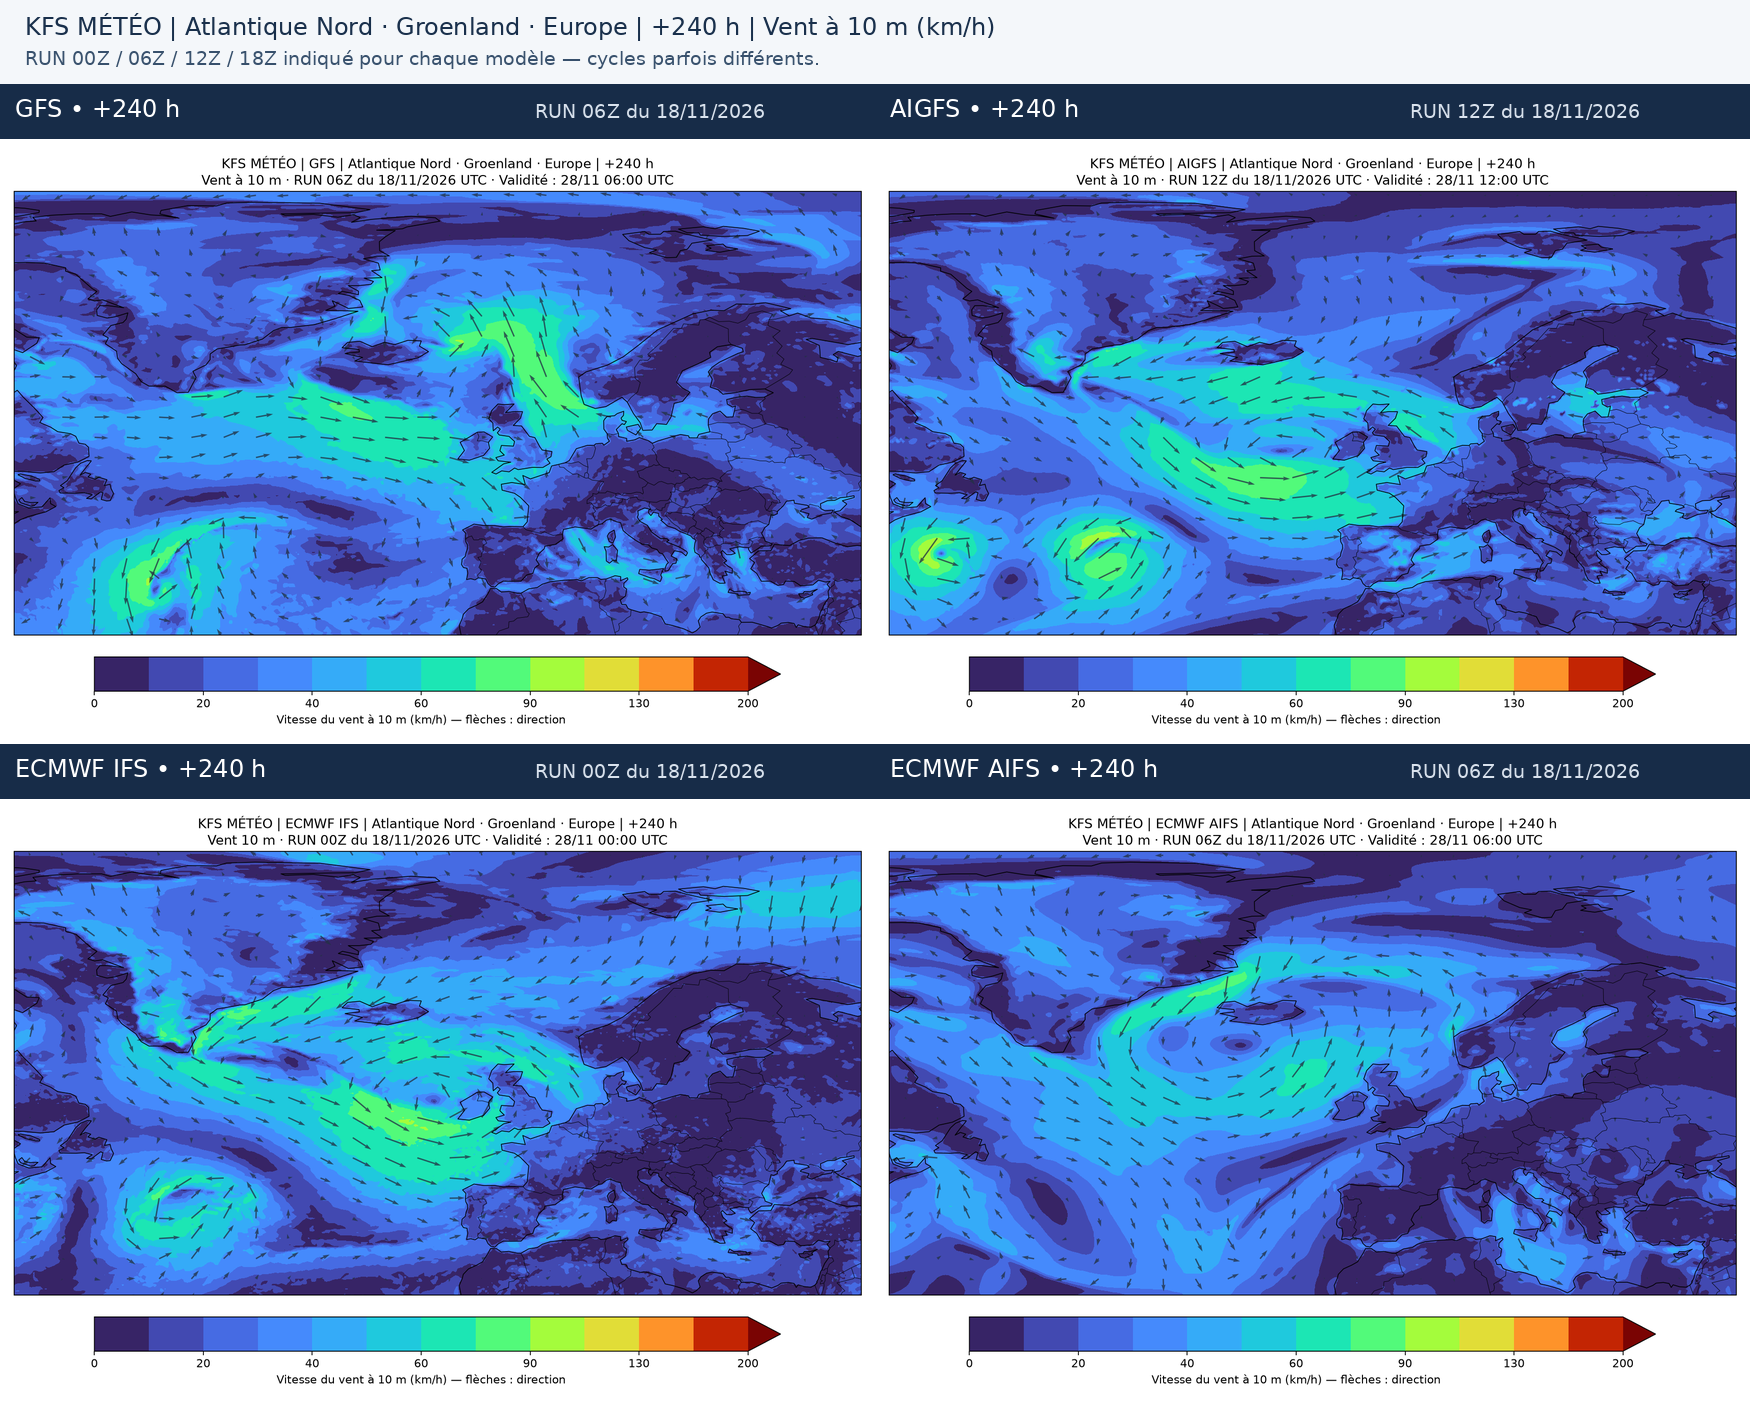 KFS MÉTÉO | Atlantique Nord · Groenland · Europe | +240 h | Vent à 10 m (km/h)
RUN 00Z / 06Z / 12Z / 18Z indiqué pour chaque modèle — cycles parfois différents.
GFS • +240 h
RUN 06Z du 18/11/2026
KFS MÉTÉO | GFS | Atlantique Nord · Groenland · Europe | +240 h
Vent à 10 m · RUN 06Z du 18/11/2026 UTC · Validité : 28/11 06:00 UTC
0 20 40 60 90 130 200
Vitesse du vent à 10 m (km/h) — flèches : direction
AIGFS • +240 h
RUN 12Z du 18/11/2026
KFS MÉTÉO | AIGFS | Atlantique Nord · Groenland · Europe | +240 h
Vent à 10 m · RUN 12Z du 18/11/2026 UTC · Validité : 28/11 12:00 UTC
0 20 40 60 90 130 200
Vitesse du vent à 10 m (km/h) — flèches : direction
ECMWF IFS • +240 h
RUN 00Z du 18/11/2026
KFS MÉTÉO | ECMWF IFS | Atlantique Nord · Groenland · Europe | +240 h
Vent 10 m · RUN 00Z du 18/11/2026 UTC · Validité : 28/11 00:00 UTC
0 20 40 60 90 130 200
Vitesse du vent à 10 m (km/h) — flèches : direction
ECMWF AIFS • +240 h
RUN 06Z du 18/11/2026
KFS MÉTÉO | ECMWF AIFS | Atlantique Nord · Groenland · Europe | +240 h
Vent 10 m · RUN 06Z du 18/11/2026 UTC · Validité : 28/11 06:00 UTC
0 20 40 60 90 130 200
Vitesse du vent à 10 m (km/h) — flèches : direction